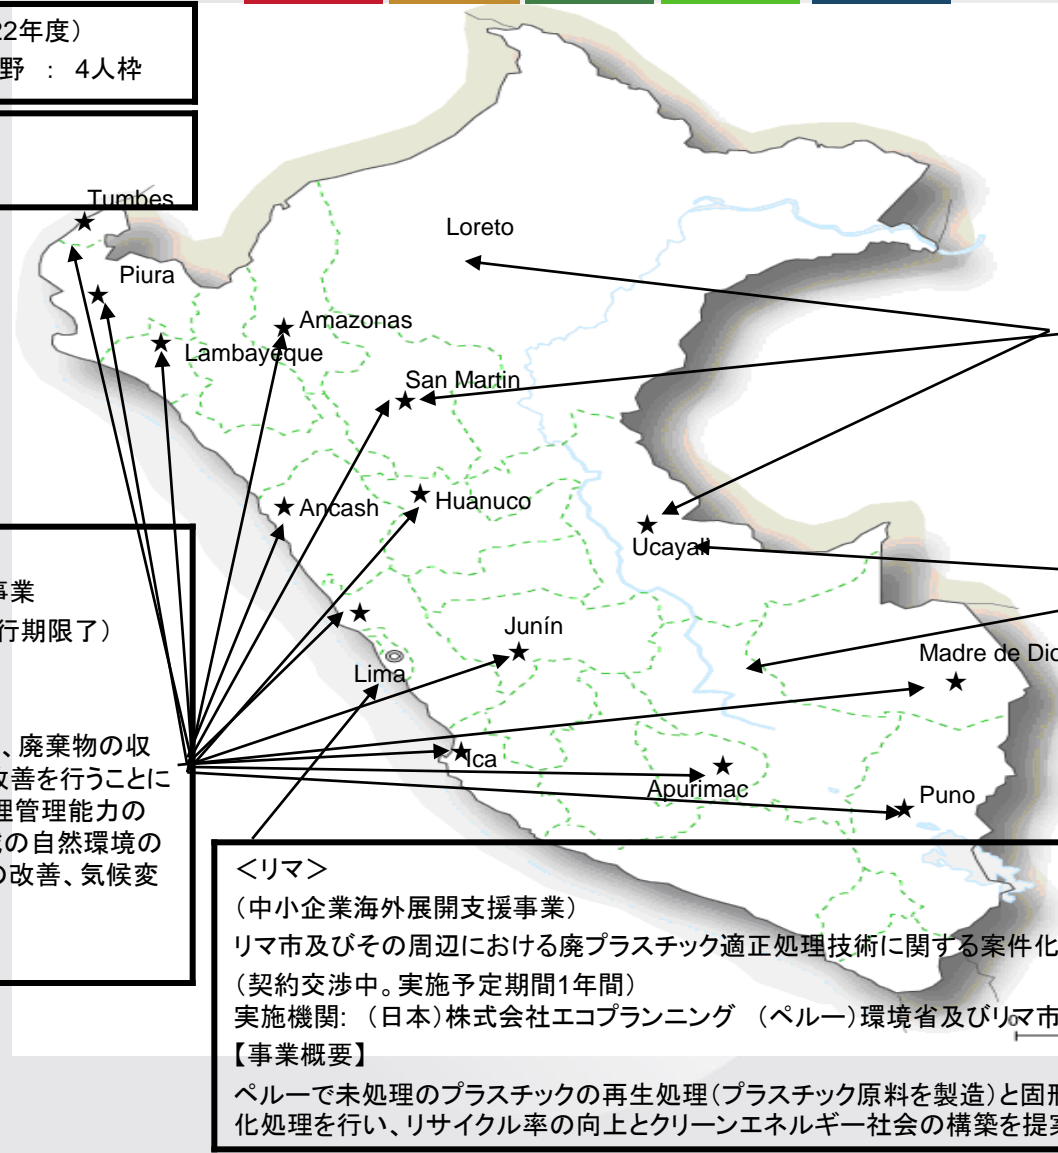 22年度）
野 ： 4人枠
Tumbes
Loreto
Piura
Amazonas
Lambayeque
San Martin
Ancash
Huanuco
Ucayali
事業
行期限了）
Junín
Madre de Dio
Lima
、廃棄物の収
Ica
改善を行うことに
Apurimac
Puno
理管理能力の
の自然環境の
の改善、気候変
＜リマ＞
（中小企業海外展開支援事業）
リマ市及びその周辺における廃プラスチック適正処理技術に関する案件化
（契約交渉中。実施予定期間1年間）
実施機関: （日本）株式会社エコプランニング （ペルー）環境省及びリマ市
0
【事業概要】
ペルーで未処理のプラスチックの再生処理（プラスチック原料を製造）と固形
化処理を行い、リサイクル率の向上とクリーンエネルギー社会の構築を提案